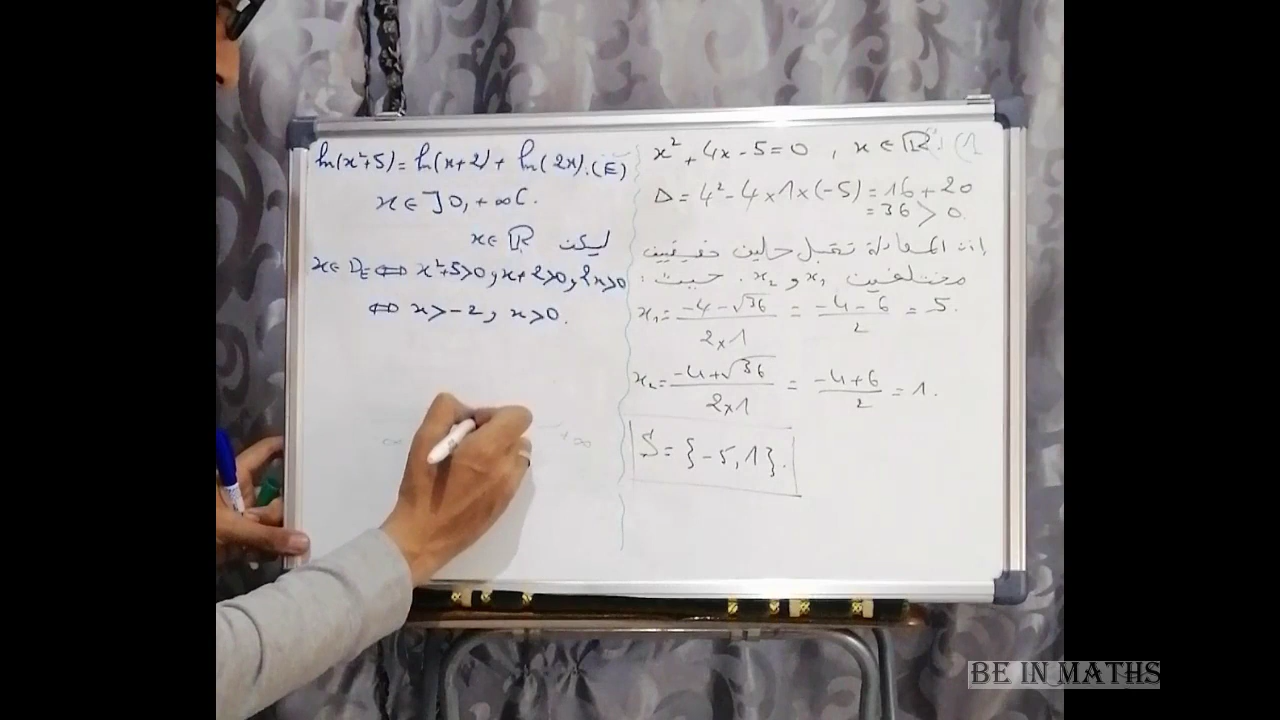 x² + 4x - 5 = 0 , x ∈ ℝ : (1
Δ = 4² - 4 × 1 × (-5) = 16 + 20
= 36 > 0.
إذن المعادلة تقبل حلين حقيقيين
مختلفين x₁ و x₂. حيث :
x₁ = (-4 - √36)/(2×1) = (-4 - 6)/2 = 5.
x₂ = (-4 + √36)/(2×1) = (-4 + 6)/2 = 1.
S = {-5, 1}.
ln(x²+5) = ln(x+2) + ln(2x). (E)
x ∈ ]0, +∞[.
ليكن x ∈ ℝ
x ∈ D_E ⇔ x²+5>0, x+2>0, 2x>0
⇔ x > -2, x > 0.
∞ +∞
BE IN MATHS